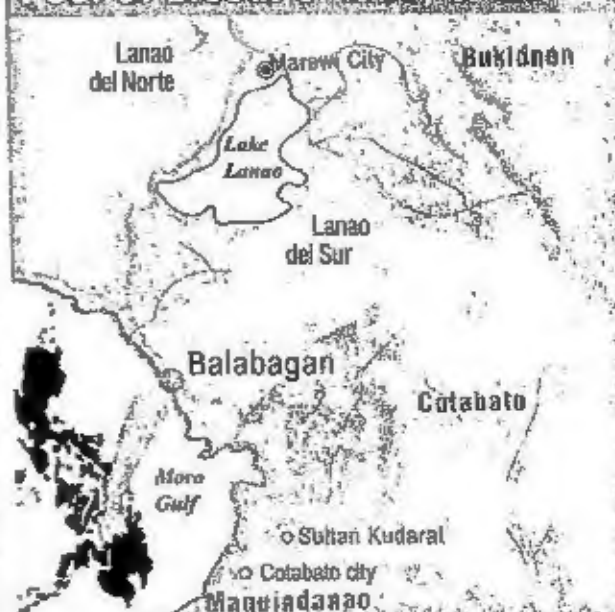 Lanao
del Norte
Marawi City
Bukidnon
Lake
Lanao
Lanao
del Sur
Balabagan
Cotabato
Moro
Gulf
Sultan Kudarat
Cotabato city
Maguindanao